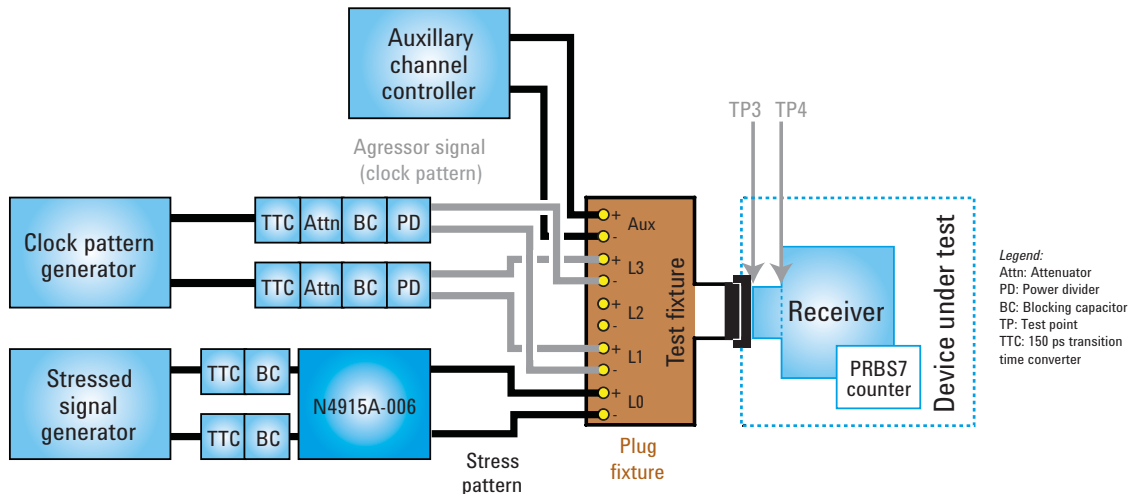 Auxillary
channel
controller
Agressor signal
(clock pattern)
TP3 TP4
Clock pattern
generator
TTC Attn BC PD
TTC Attn BC PD
Stressed
signal
generator
TTC BC
TTC BC
N4915A-006
Stress
pattern
+
Aux
-
+
L3
-
+
L2
-
+
L1
-
+
L0
-
Test fixture
Plug
fixture
Receiver
PRBS7
counter
Device under test
Legend:
Attn: Attenuator
PD: Power divider
BC: Blocking capacitor
TP: Test point
TTC: 150 ps transition
time converter